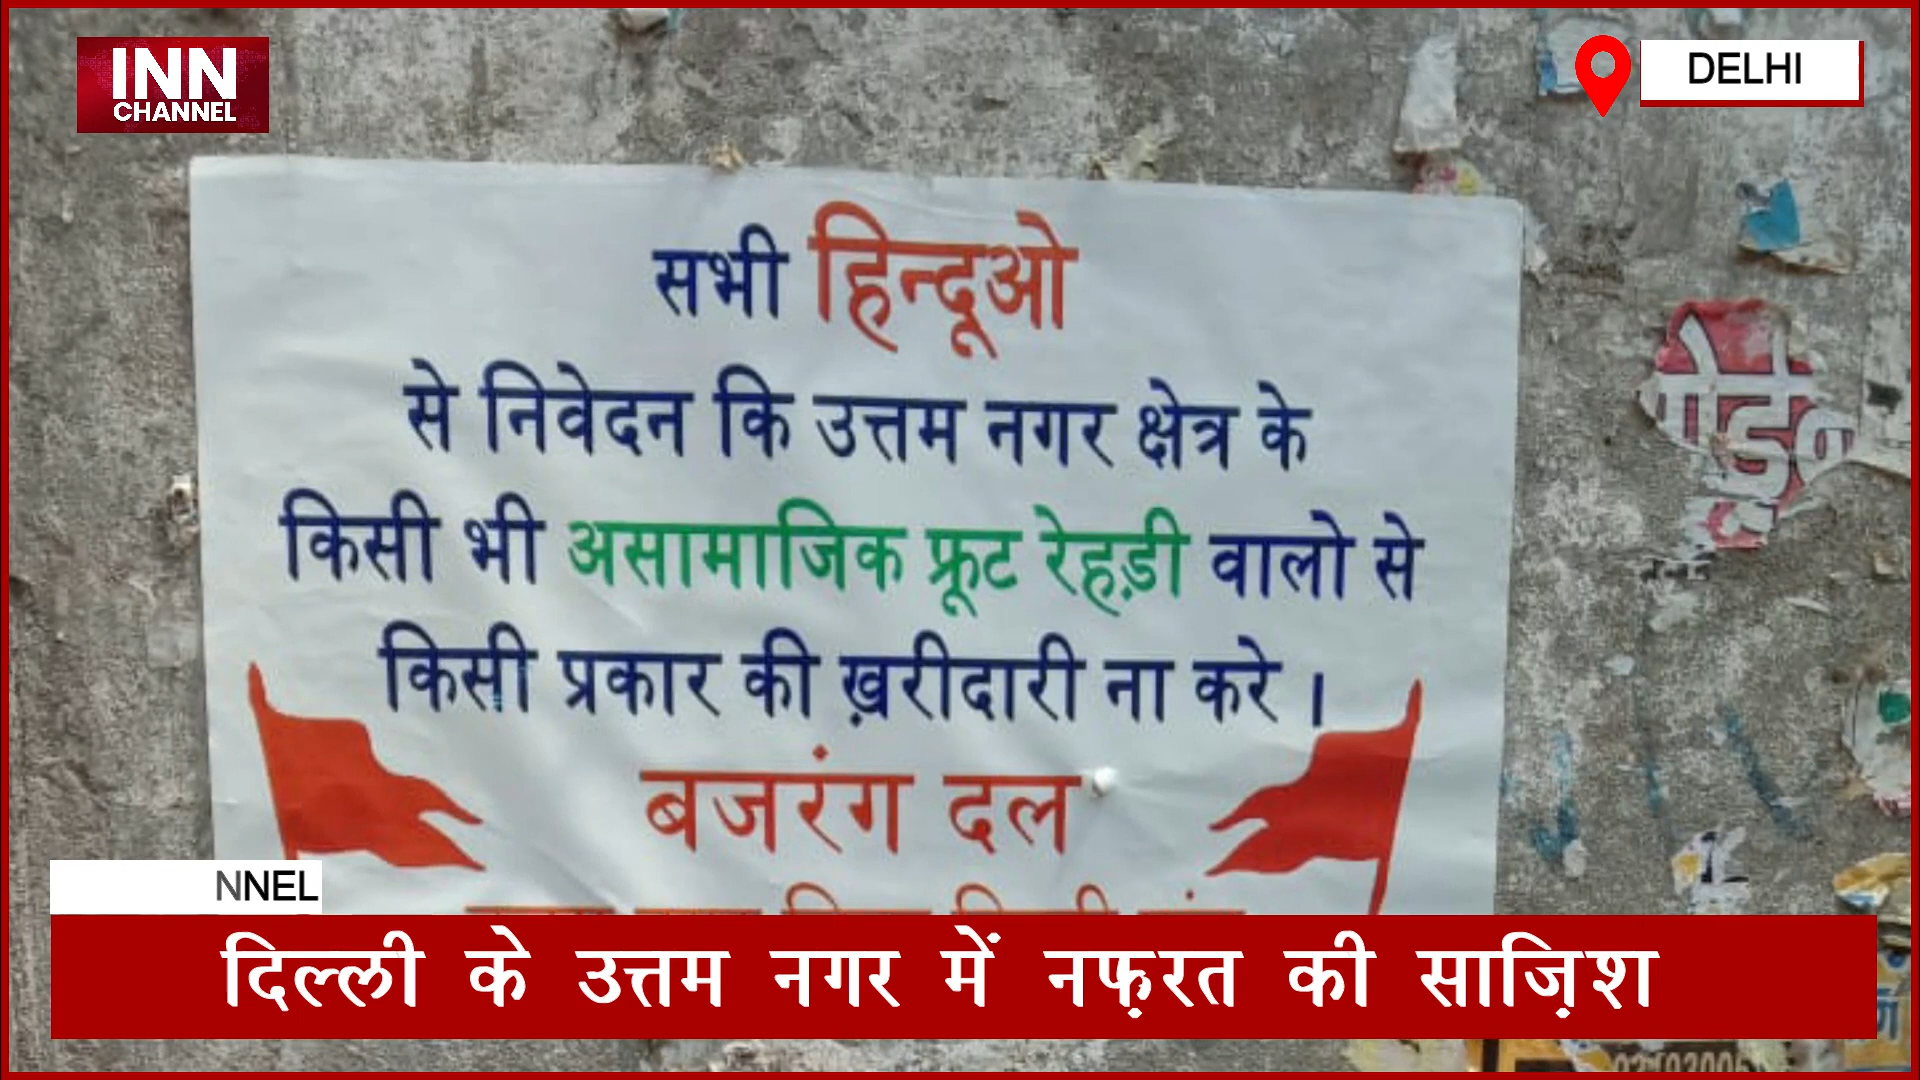 INN
CHANNEL
DELHI
सभी हिन्दूओ
से निवेदन कि उत्तम नगर क्षेत्र के
किसी भी असामाजिक फ्रूट रेहड़ी वालो से
किसी प्रकार की ख़रीदारी ना करे ।
बजरंग दल
NNEL
दिल्ली के उत्तम नगर में नफ़रत की साज़िश